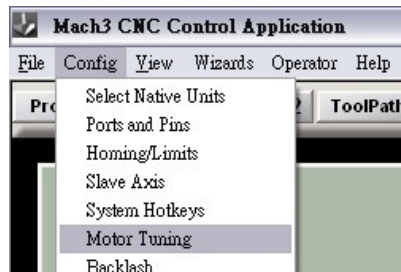 Mach3 CNC Control Application
File Config View Wizards Operator Help
Select Native Units
ToolPath
Ports and Pins
Homing/Limits
Slave Axis
System Hotkeys
Motor Tuning
Backlash